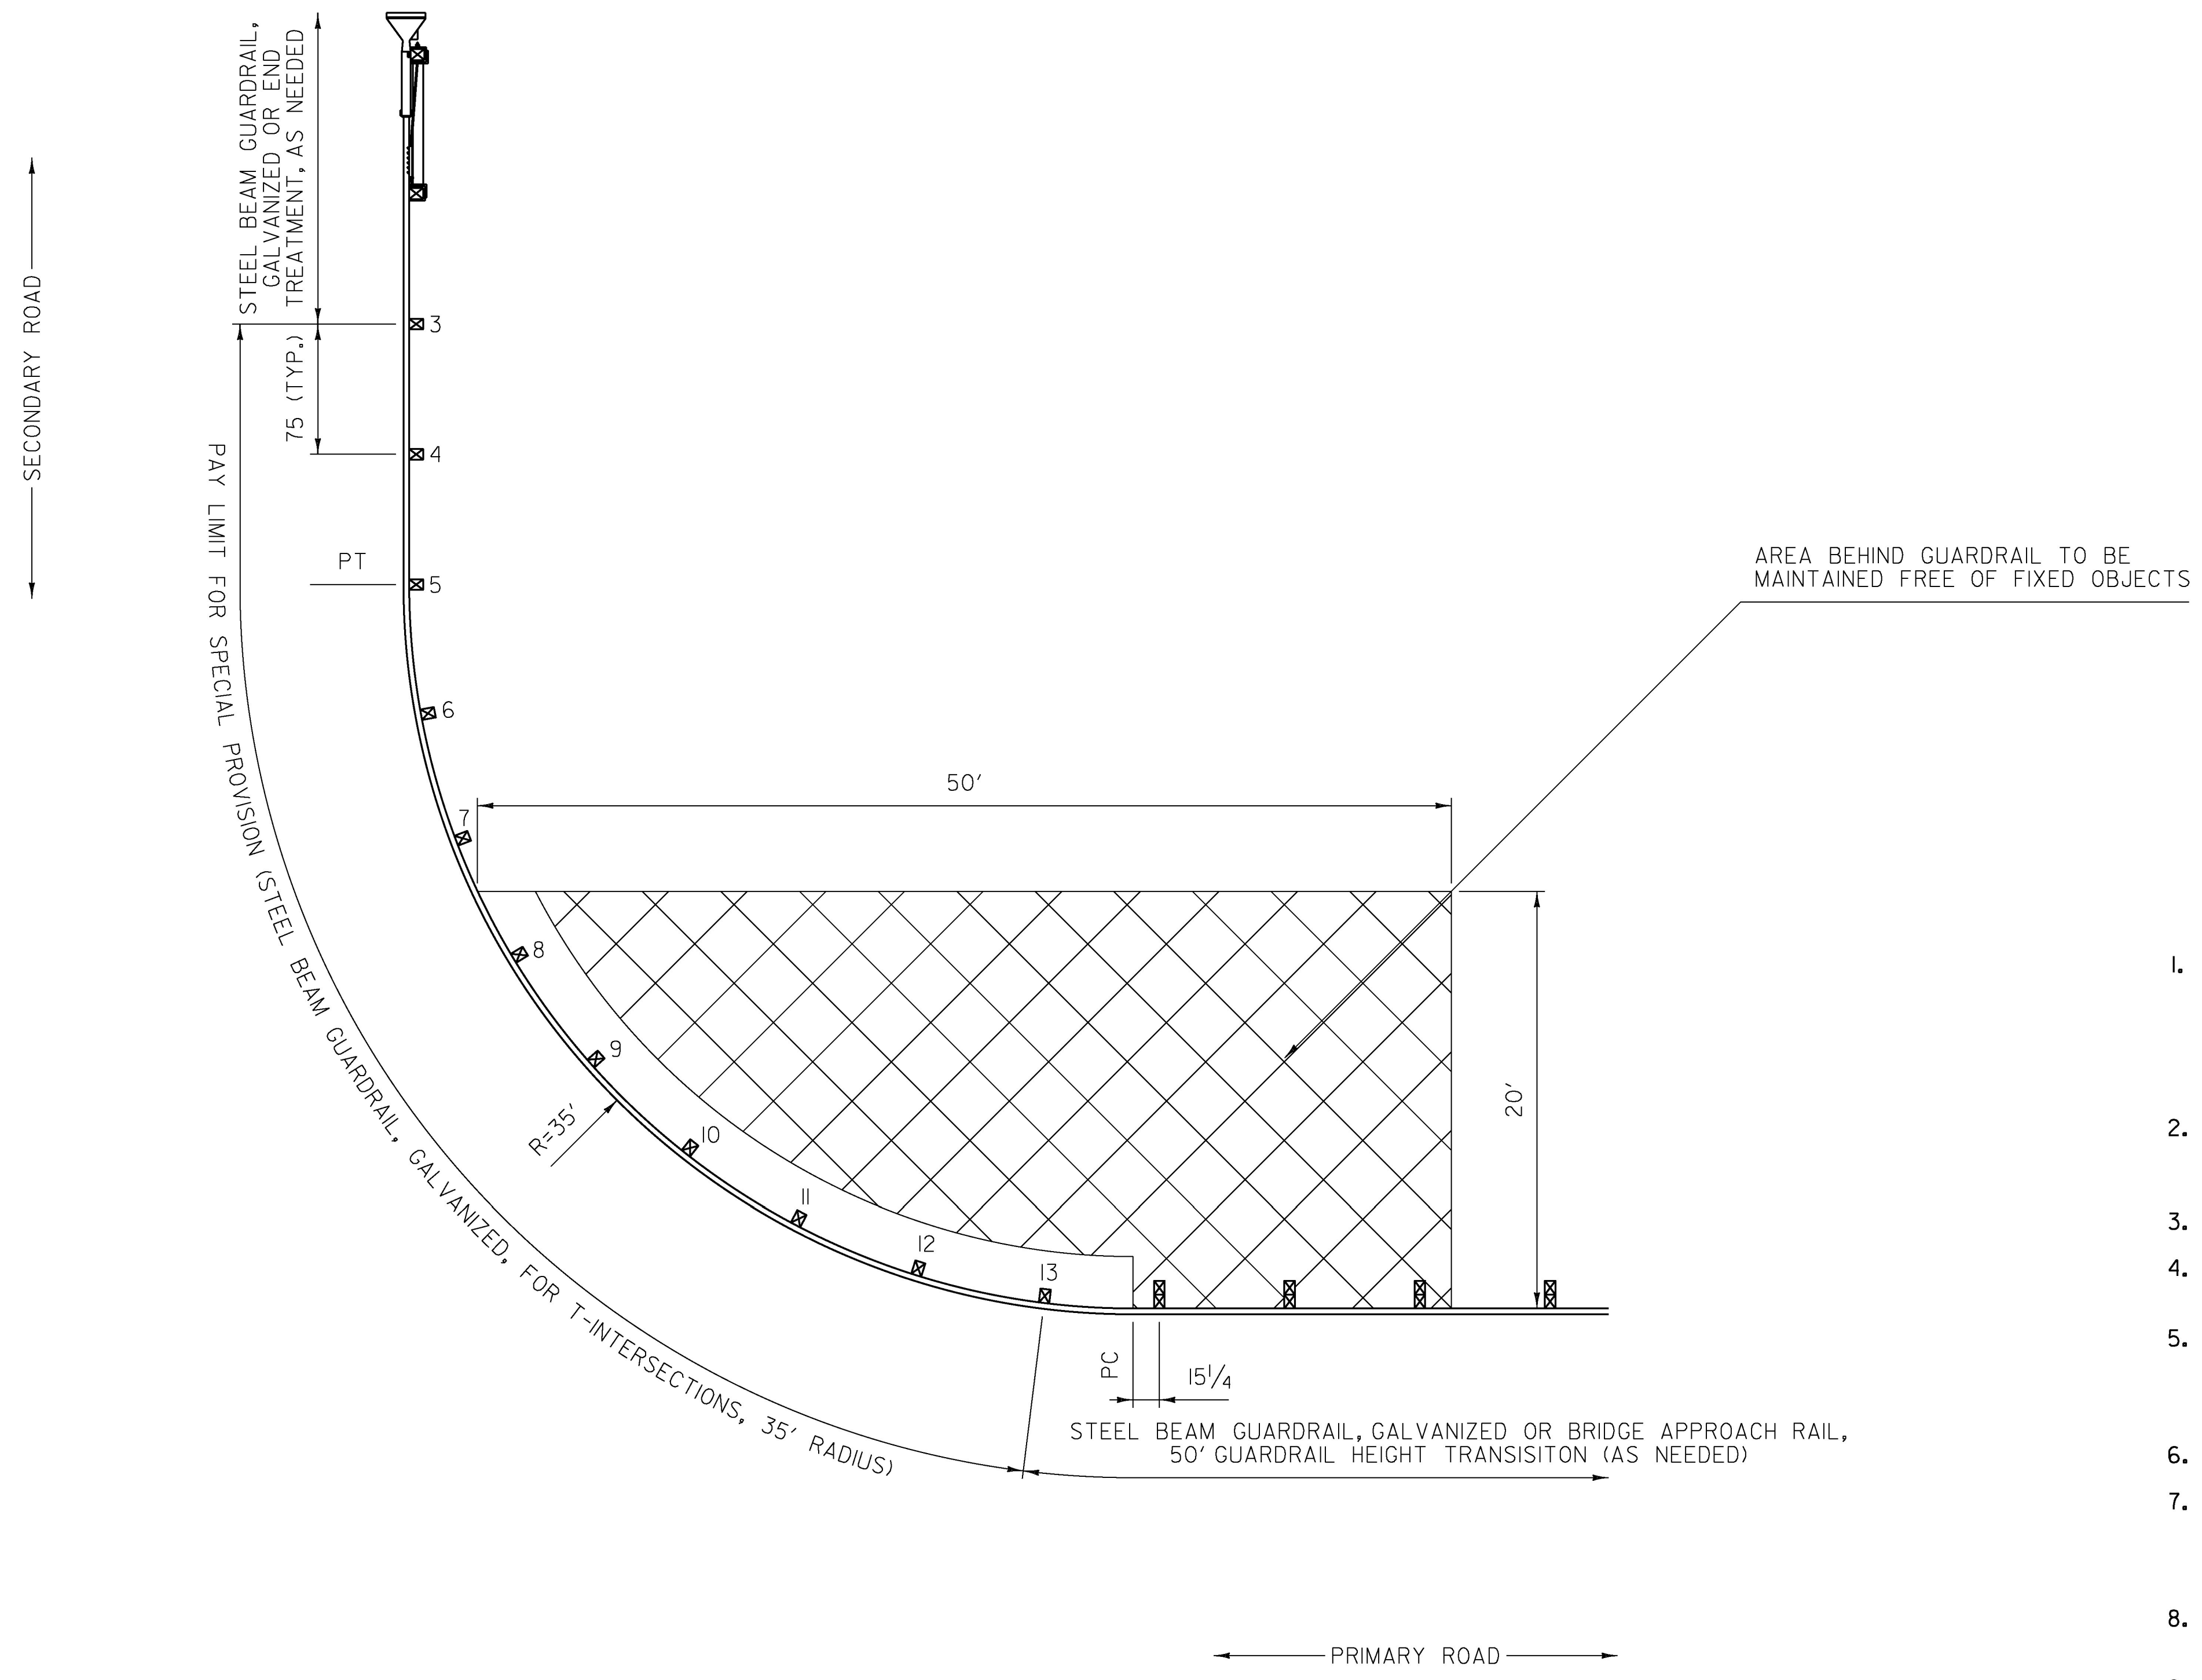 STEEL BEAM GUARDRAIL,
GALVANIZED OR END
TREATMENT, AS NEEDED
SECONDARY ROAD
3
75 (TYP.)
4
PT
5
6
7
8
9
10
11
12
13
PAY LIMIT FOR SPECIAL PROVISION (STEEL BEAM GUARDRAIL, GALVANIZED, FOR T-INTERSECTIONS, 35' RADIUS)
R=35'
50'
20'
AREA BEHIND GUARDRAIL TO BE
MAINTAINED FREE OF FIXED OBJECTS
PC
15 1/4
STEEL BEAM GUARDRAIL, GALVANIZED OR BRIDGE APPROACH RAIL,
50' GUARDRAIL HEIGHT TRANSISITON (AS NEEDED)
PRIMARY ROAD
1.
2.
3.
4.
5.
6.
7.
8.